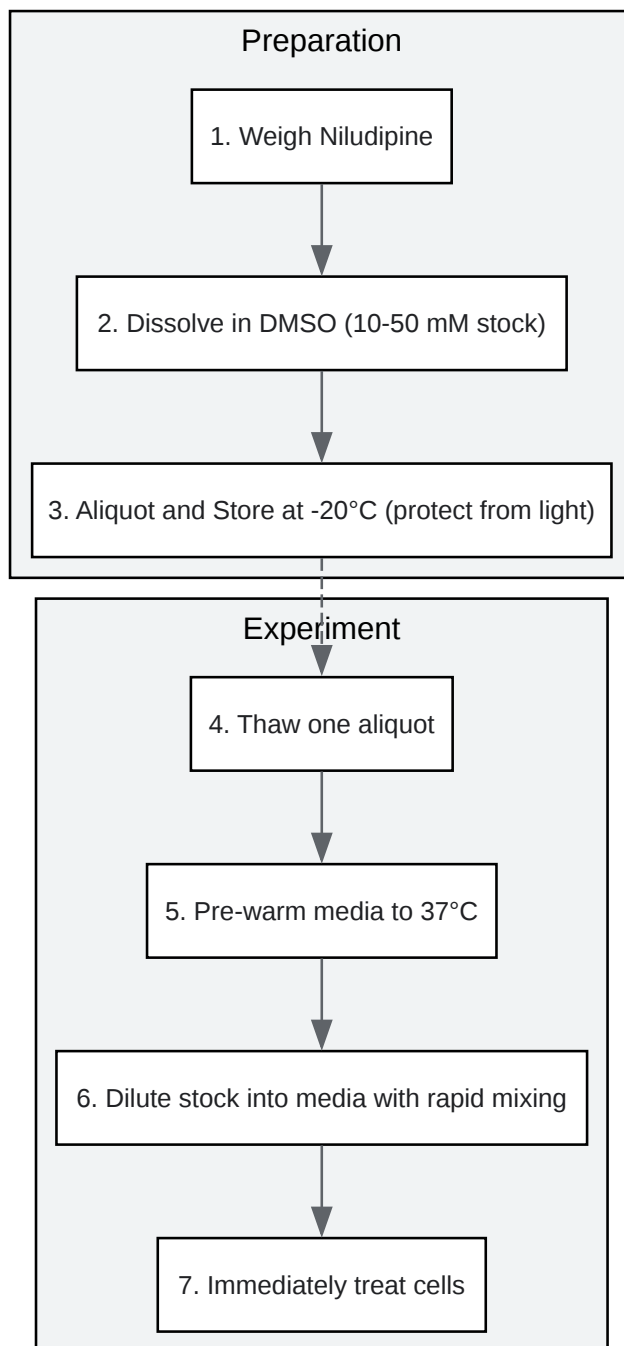 Preparation
1. Weigh Niludipine
2. Dissolve in DMSO (10-50 mM stock)
3. Aliquot and Store at -20°C (protect from light)
Experiment
4. Thaw one aliquot
5. Pre-warm media to 37°C
6. Dilute stock into media with rapid mixing
7. Immediately treat cells